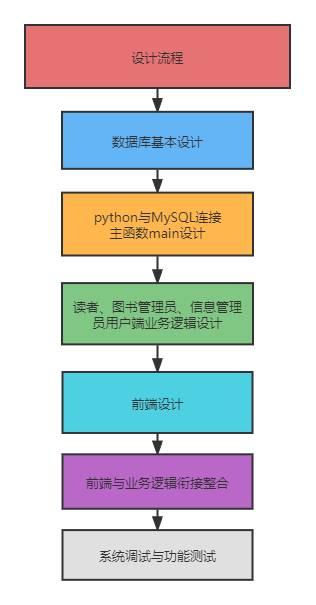 设计流程
数据库基本设计
python与MySQL连接
主函数main设计
读者、图书管理员、信息管理
员用户端业务逻辑设计
前端设计
前端与业务逻辑衔接整合
系统调试与功能测试